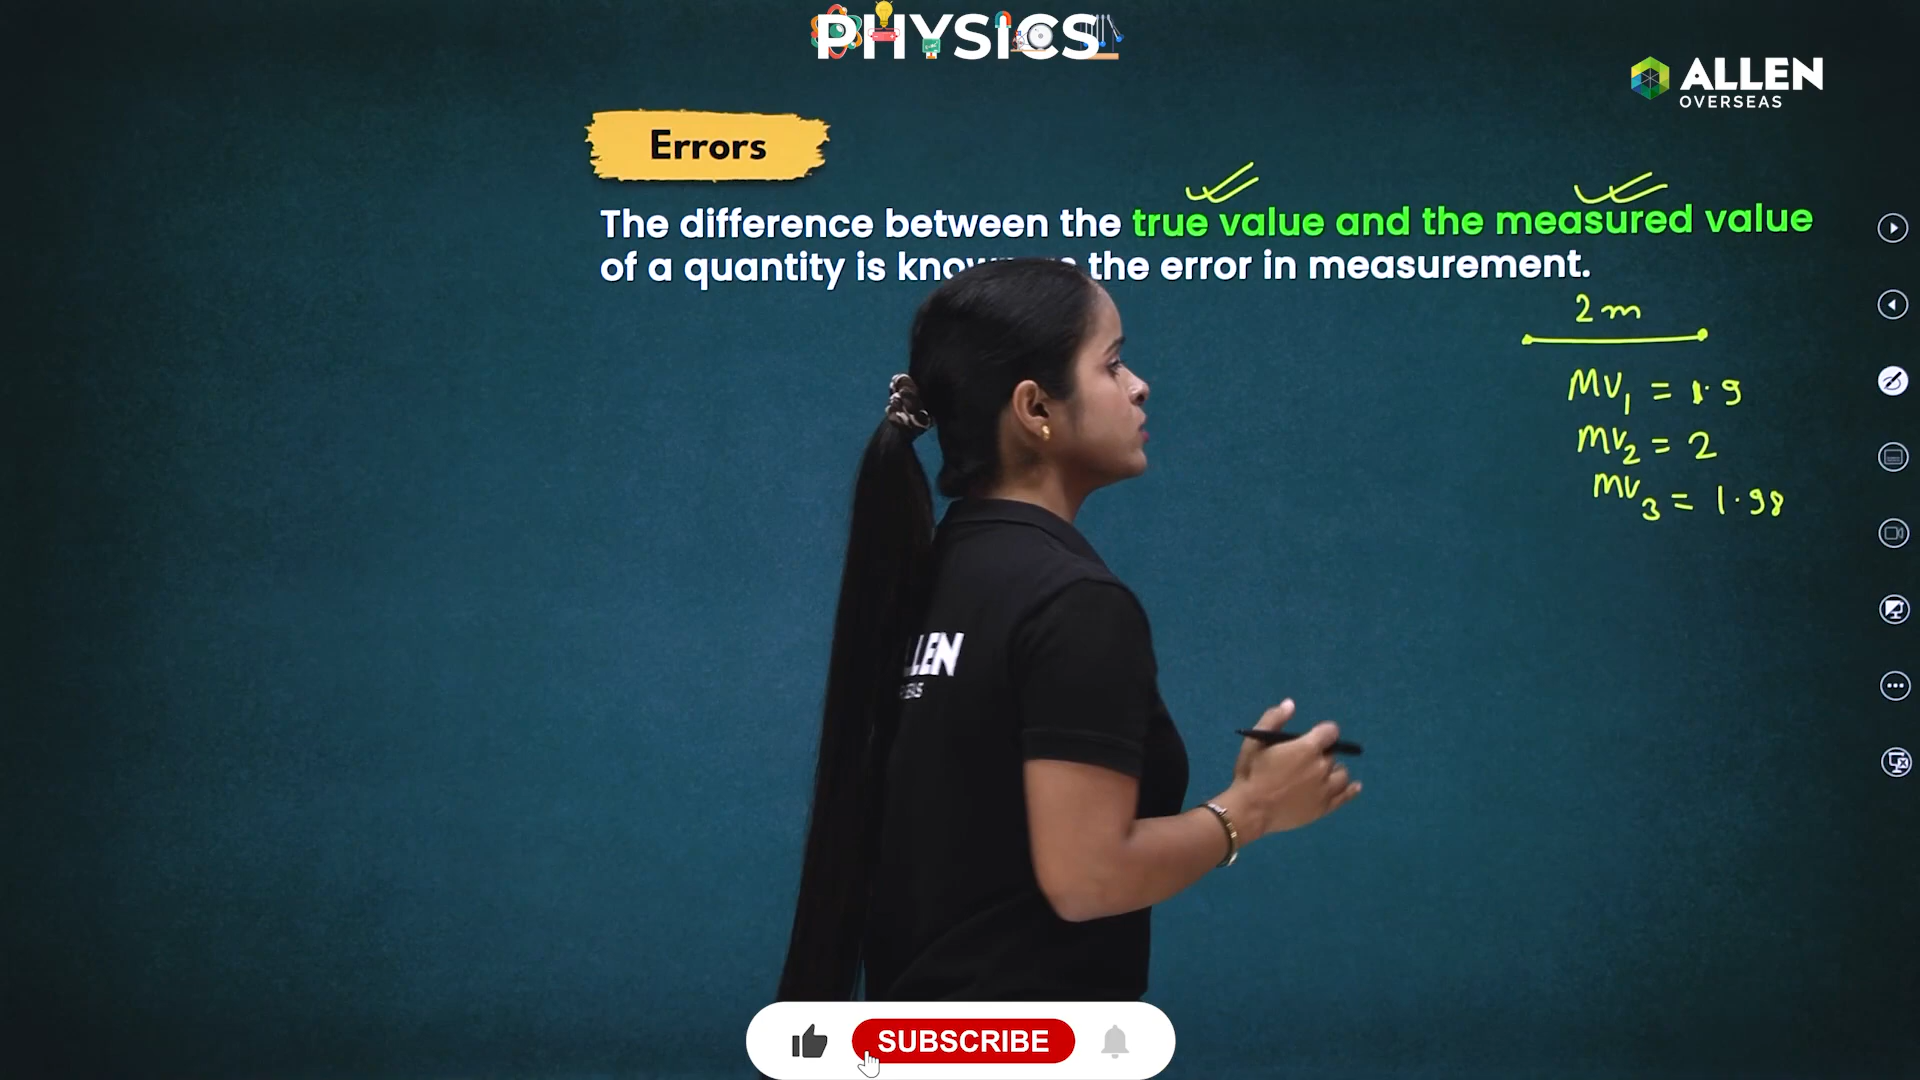 PHYSICS
ALLEN
OVERSEAS
Errors
The difference between the true value and the measured value
of a quantity is the error in measurement.
2 m
MV1 = 1.9
MV2 = 2
MV3 = 1.98
LLEN
SUBSCRIBE